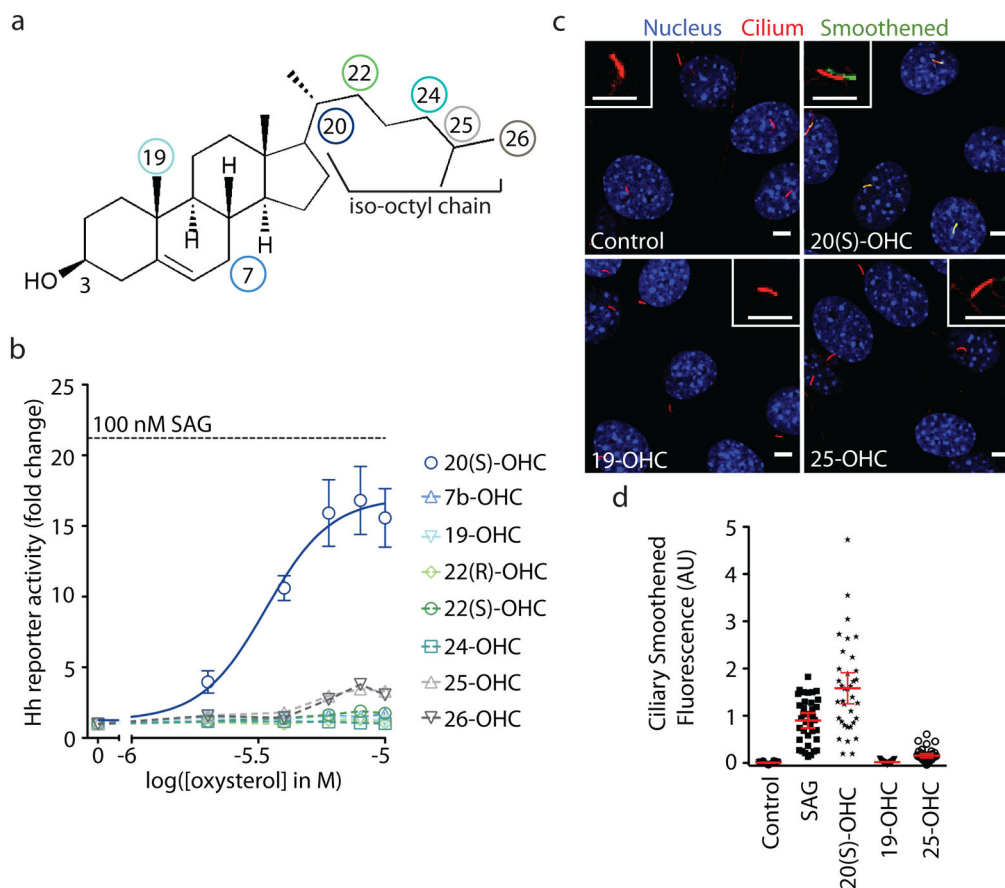 a
22
24
20
25
26
19
H
iso-octyl chain
H
H
HO
3
7
b
Hh reporter activity (fold change)
25
20
15
10
5
0
100 nM SAG
0
-6
-5.5
-5
log([oxysterol] in M)
20(S)-OHC
7b-OHC
19-OHC
22(R)-OHC
22(S)-OHC
24-OHC
25-OHC
26-OHC
c
Nucleus Cilium Smoothened
Control
20(S)-OHC
19-OHC
25-OHC
d
Ciliary Smoothened
Fluorescence (AU)
5
4
3
2
1
0
Control
SAG
20(S)-OHC
19-OHC
25-OHC